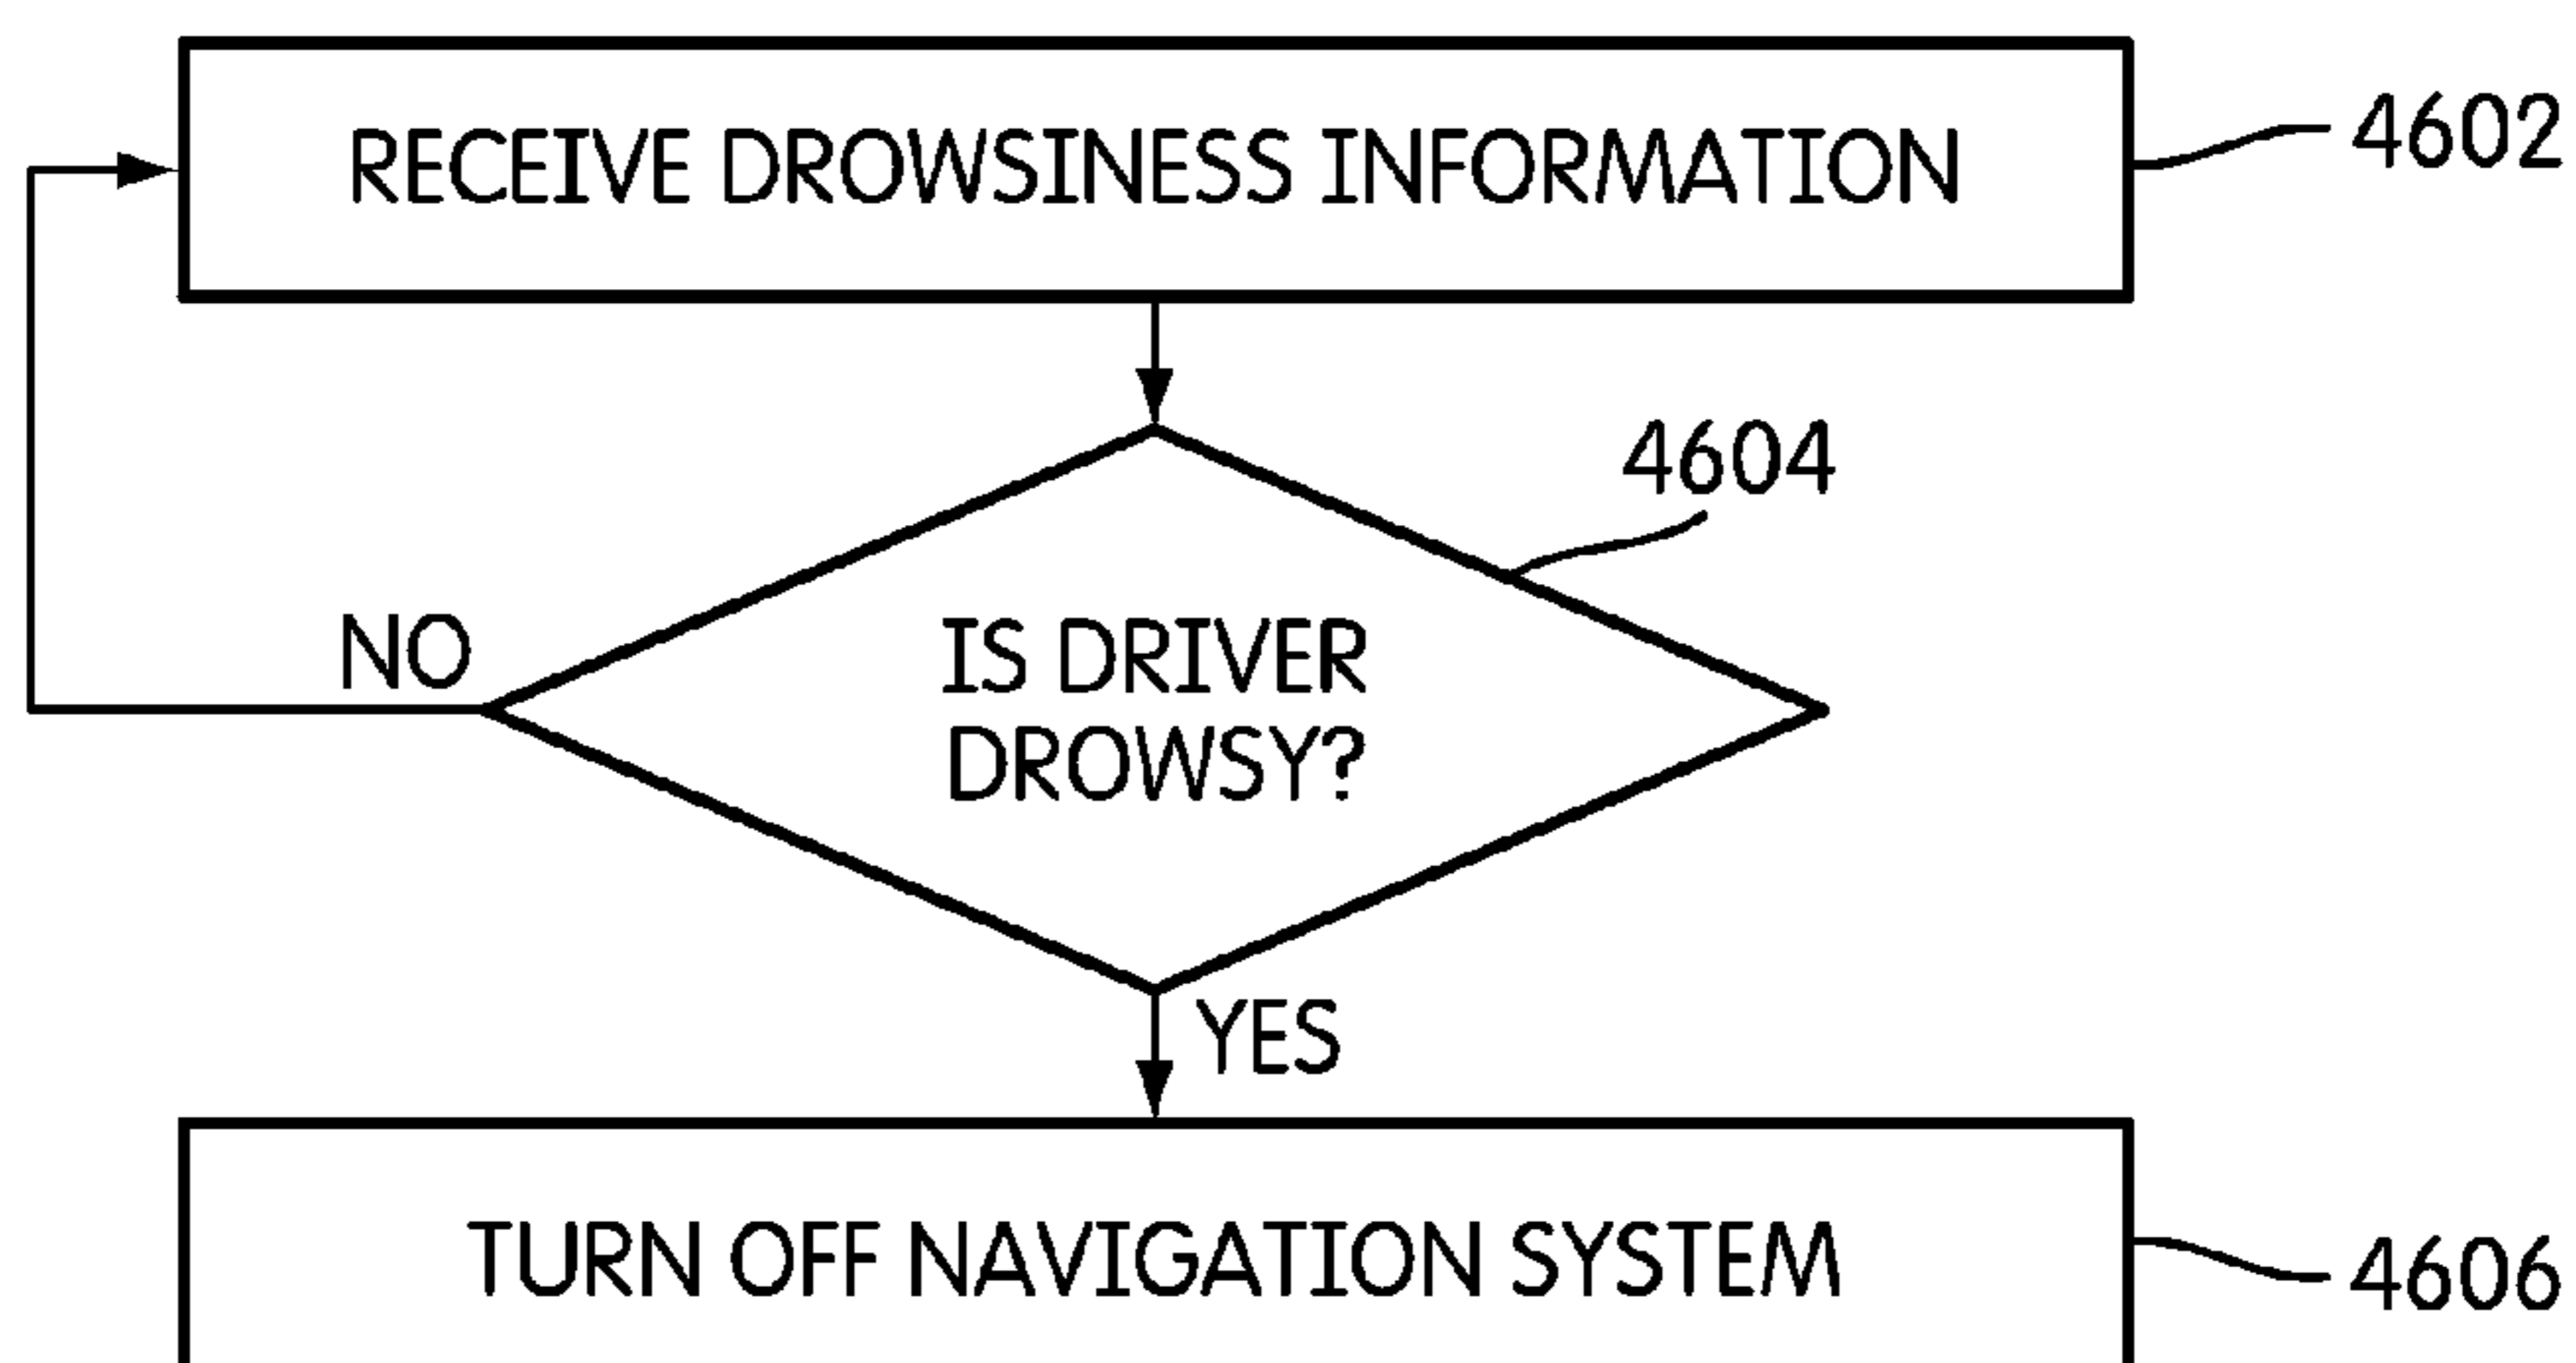 RECEIVE DROWSINESS INFORMATION
4602
4604
NO
IS DRIVER
DROWSY?
YES
TURN OFF NAVIGATION SYSTEM
4606